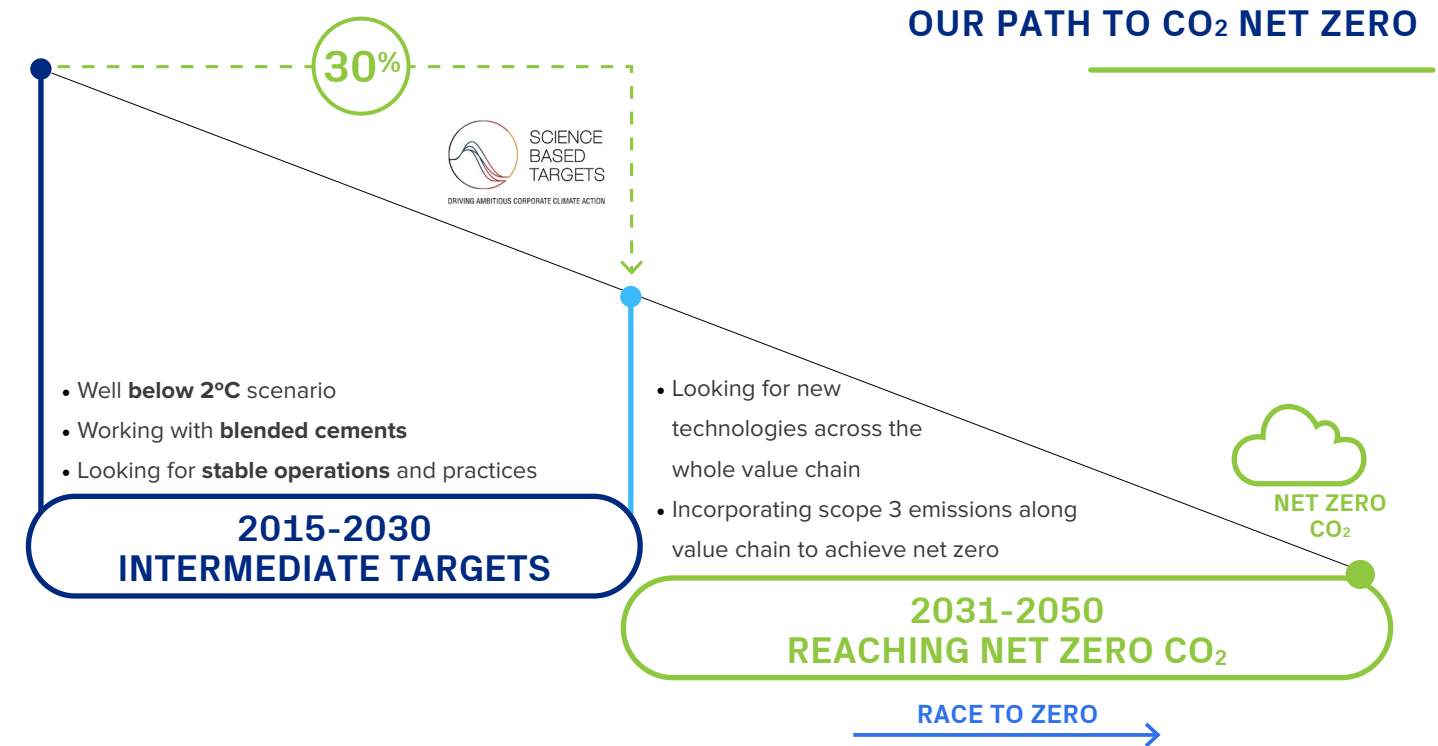 OUR PATH TO CO₂ NET ZERO
30%
SCIENCE
BASED
TARGETS
DRIVING AMBITIOUS CORPORATE CLIMATE ACTION
• Well below 2ºC scenario
• Working with blended cements
• Looking for stable operations and practices
2015-2030
INTERMEDIATE TARGETS
• Looking for new
technologies across the
whole value chain
• Incorporating scope 3 emissions along
value chain to achieve net zero
NET ZERO
CO₂
2031-2050
REACHING NET ZERO CO₂
RACE TO ZERO